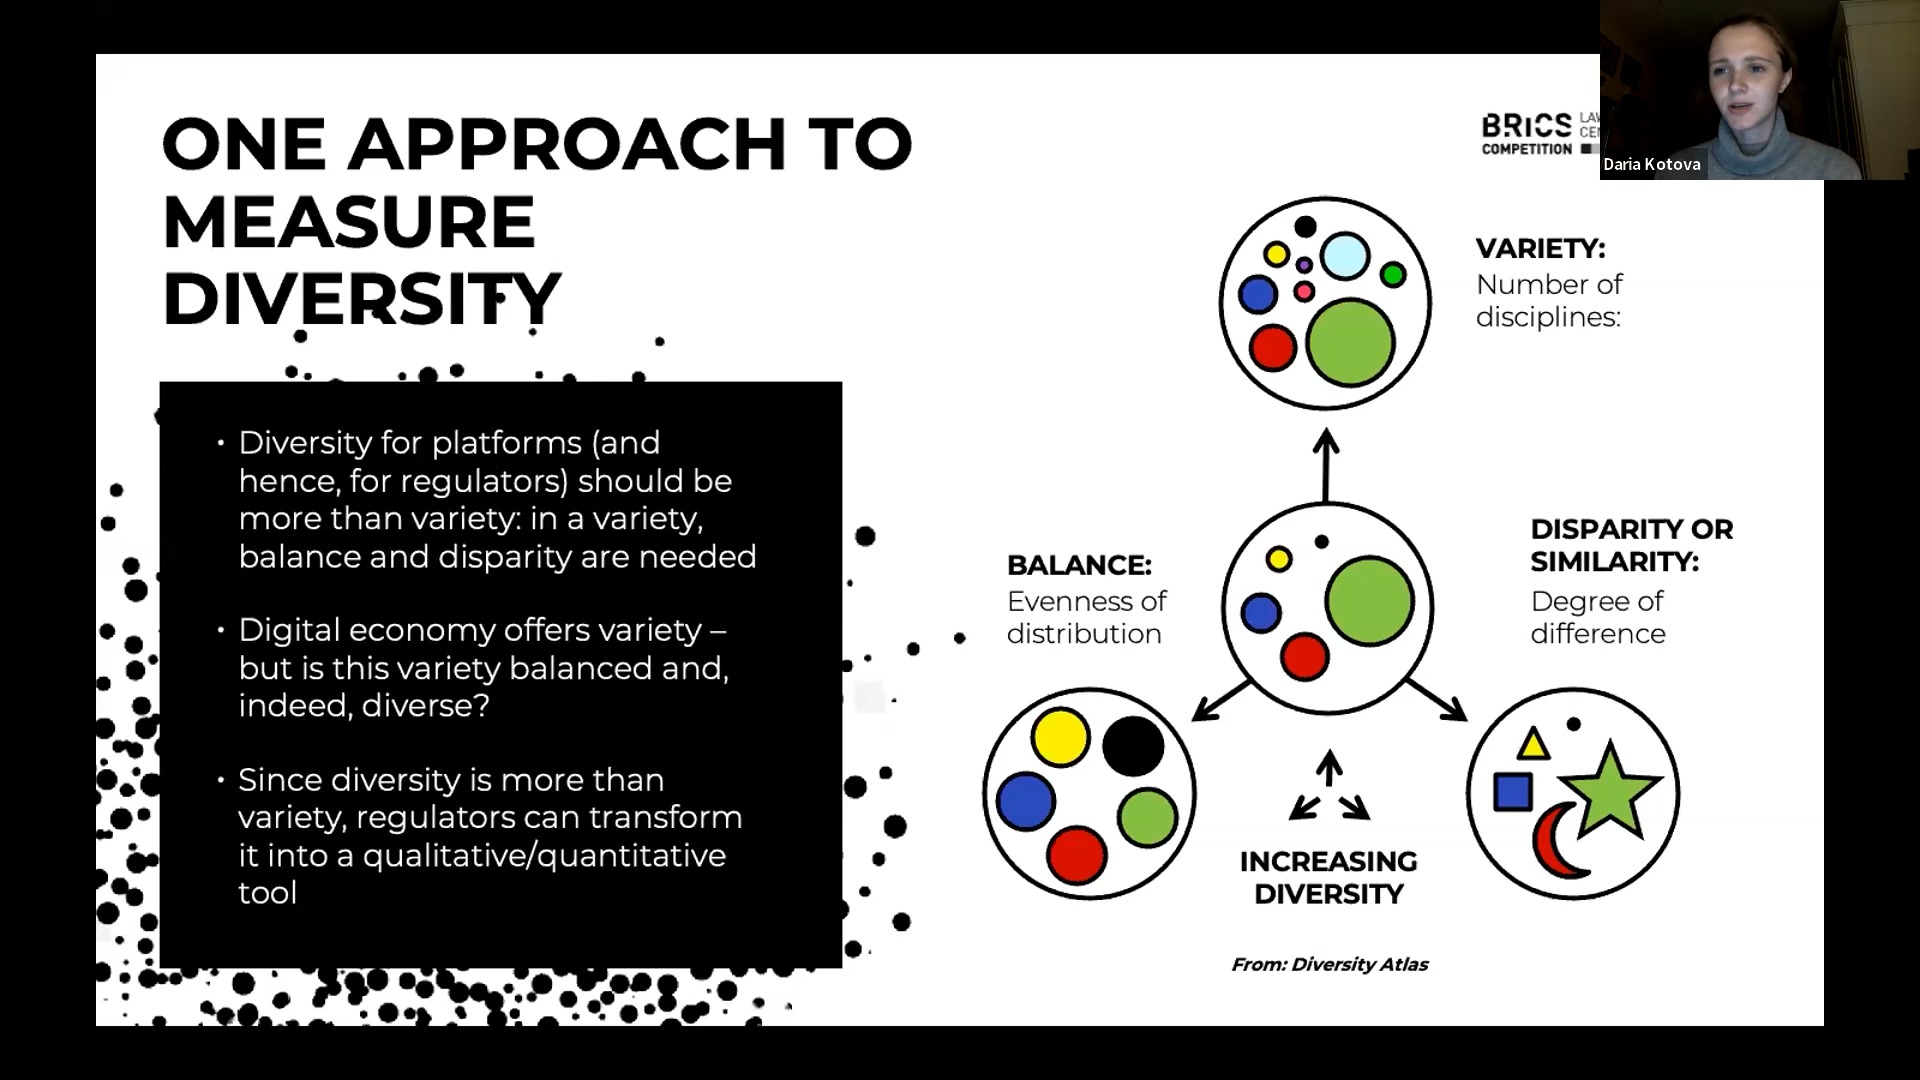 ONE APPROACH TO
MEASURE
DIVERSITY
• Diversity for platforms (and
hence, for regulators) should be
more than variety: in a variety,
balance and disparity are needed
• Digital economy offers variety –
but is this variety balanced and,
indeed, diverse?
• Since diversity is more than
variety, regulators can transform
it into a qualitative/quantitative
tool
BRICS
COMPETITION
Daria Kotova
VARIETY:
Number of
disciplines:
BALANCE:
Evenness of
distribution
DISPARITY OR
SIMILARITY:
Degree of
difference
INCREASING
DIVERSITY
From: Diversity Atlas